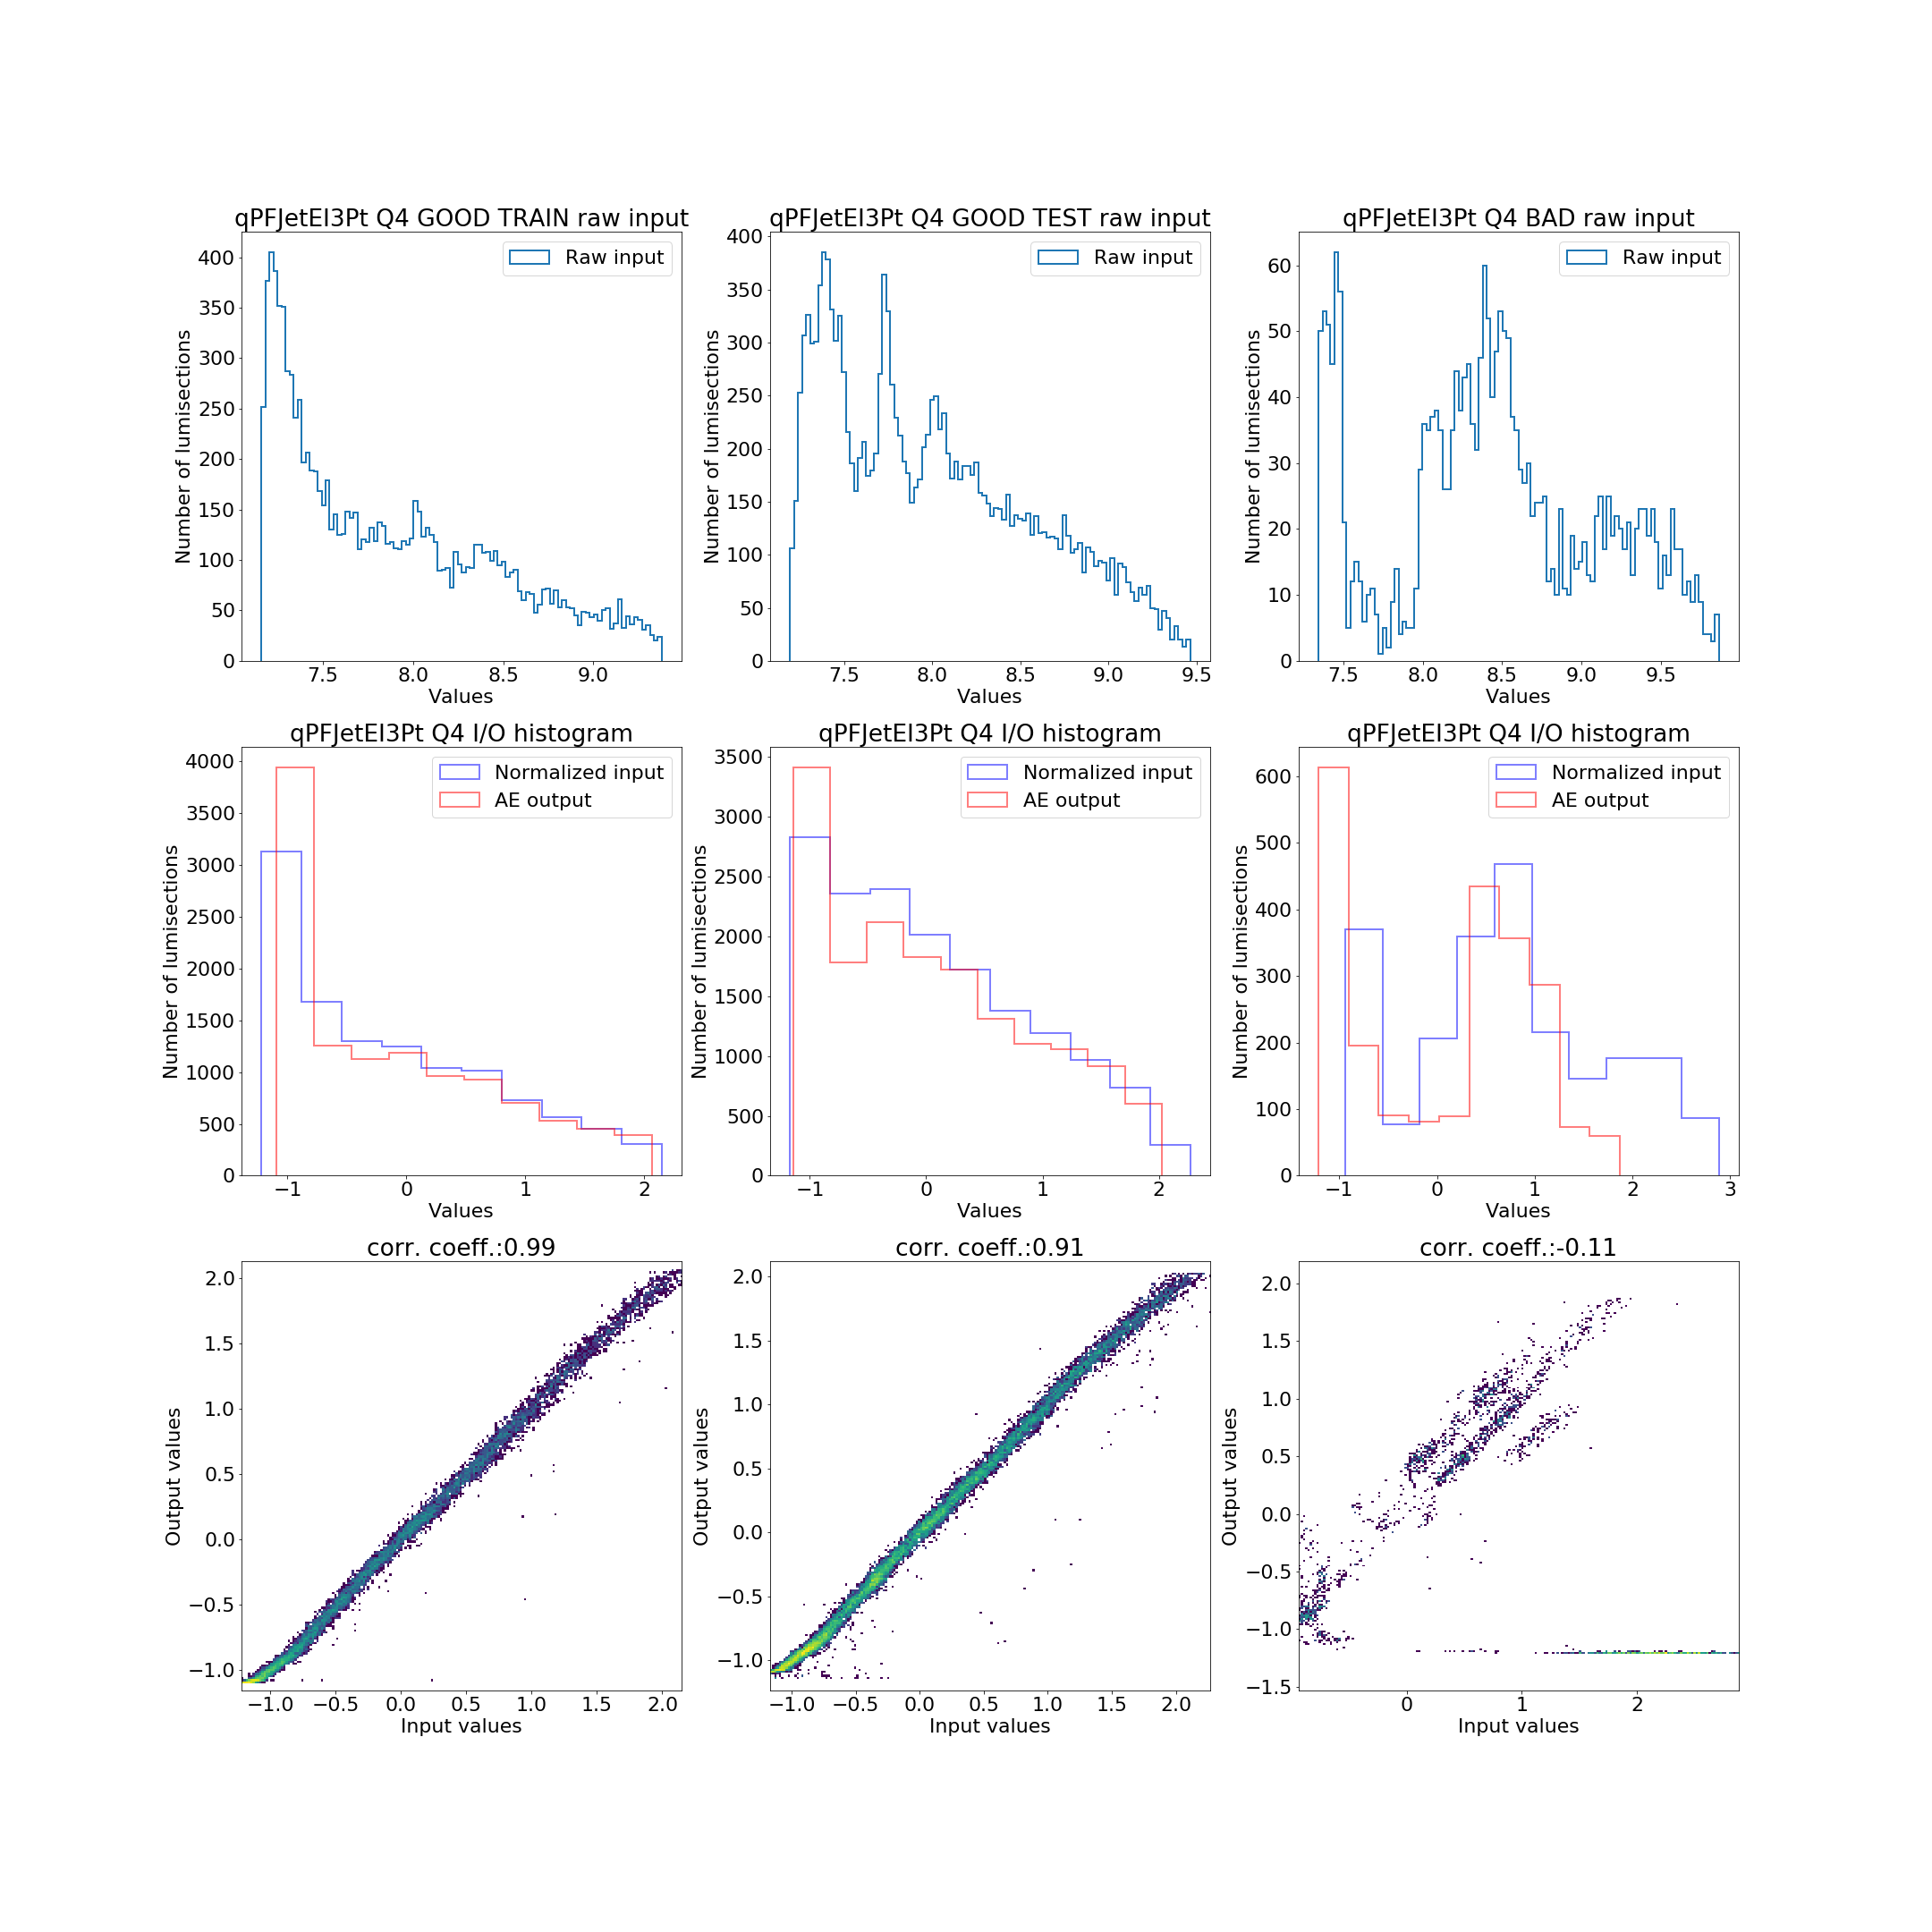 qPFJetEl3Pt Q4 GOOD TRAIN raw input
Raw input
Number of lumisections
400
350
300
250
200
150
100
50
0
7.5 8.0 8.5 9.0
Values
qPFJetEl3Pt Q4 GOOD TEST raw input
Raw input
Number of lumisections
400
350
300
250
200
150
100
50
0
7.5 8.0 8.5 9.0 9.5
Values
qPFJetEl3Pt Q4 BAD raw input
Raw input
Number of lumisections
60
50
40
30
20
10
0
7.5 8.0 8.5 9.0 9.5
Values
qPFJetEl3Pt Q4 I/O histogram
Normalized input
AE output
Number of lumisections
4000
3500
3000
2500
2000
1500
1000
500
0
−1 0 1 2
Values
qPFJetEl3Pt Q4 I/O histogram
Normalized input
AE output
Number of lumisections
3500
3000
2500
2000
1500
1000
500
0
−1 0 1 2
Values
qPFJetEl3Pt Q4 I/O histogram
Normalized input
AE output
Number of lumisections
600
500
400
300
200
100
0
−1 0 1 2 3
Values
corr. coeff.:0.99
Output values
2.0
1.5
1.0
0.5
0.0
−0.5
−1.0
−1.0 −0.5 0.0 0.5 1.0 1.5 2.0
Input values
corr. coeff.:0.91
Output values
2.0
1.5
1.0
0.5
0.0
−0.5
−1.0
−1.0 −0.5 0.0 0.5 1.0 1.5 2.0
Input values
corr. coeff.:-0.11
Output values
2.0
1.5
1.0
0.5
0.0
−0.5
−1.0
−1.5
0 1 2
Input values